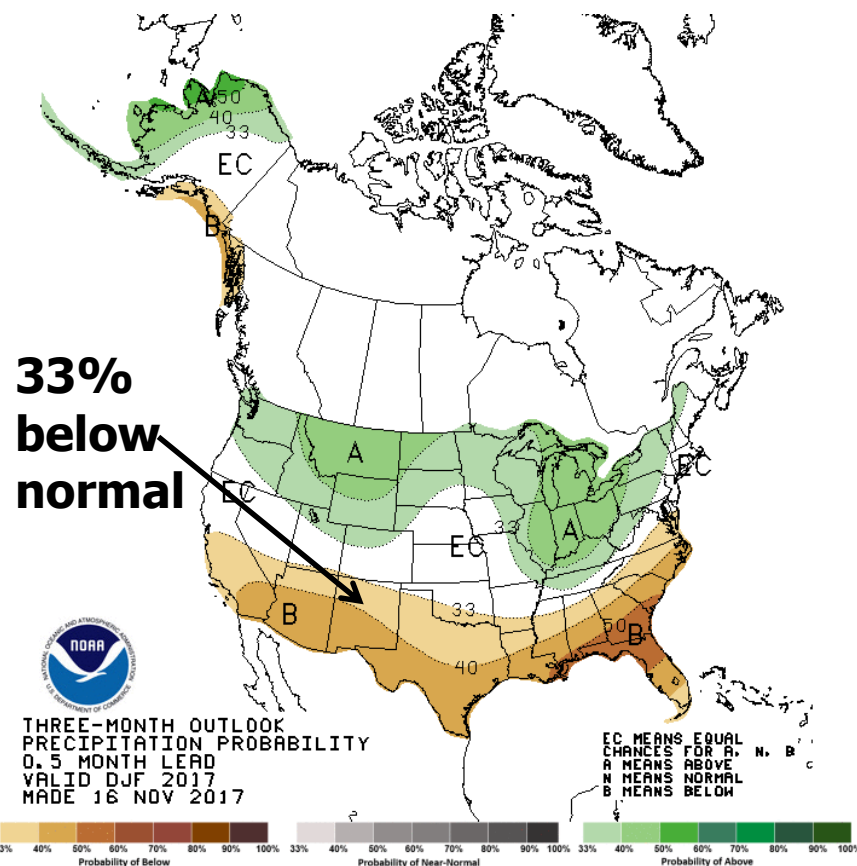 A 50
40
33
EC
B
33%
below
normal
A
EC
EC
33
A
EC
33
B
50
B
40
NATIONAL OCEANIC AND ATMOSPHERIC ADMINISTRATION
NOAA
U.S. DEPARTMENT OF COMMERCE
THREE-MONTH OUTLOOK
PRECIPITATION PROBABILITY
0.5 MONTH LEAD
VALID DJF 2017
MADE 16 NOV 2017
EC MEANS EQUAL
CHANCES FOR A, N, B
A MEANS ABOVE
N MEANS NORMAL
B MEANS BELOW
3% 40% 50% 60% 70% 80% 90% 100%
Probability of Below
33% 40% 50% 60% 70% 80% 90% 100%
Probability of Near-Normal
33% 40% 50% 60% 70% 80% 90% 100%
Probability of Above